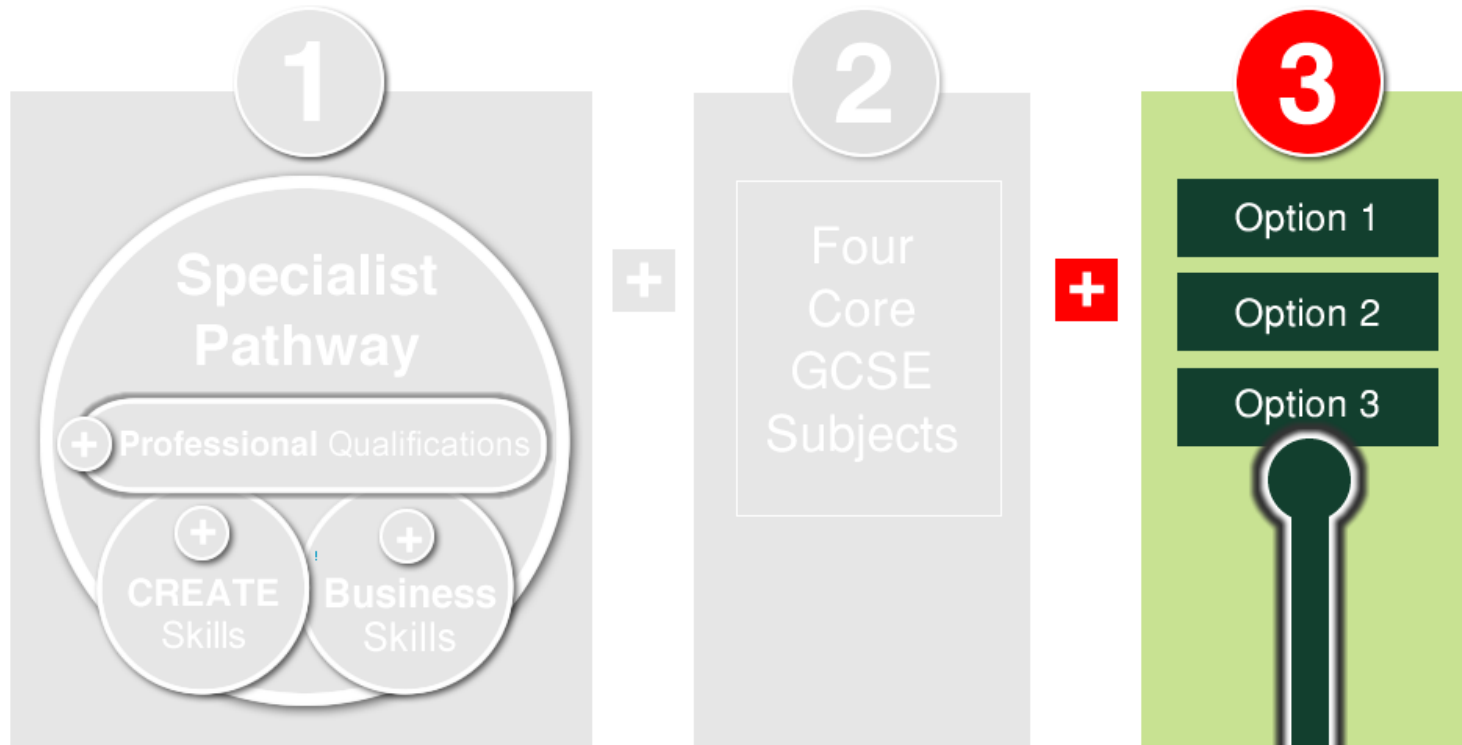 1
Specialist
Pathway
+
Professional Qualifications
+
CREATE
Skills
!
+
Business
Skills
+
2
Four
Core
GCSE
Subjects
+
3
Option 1
Option 2
Option 3